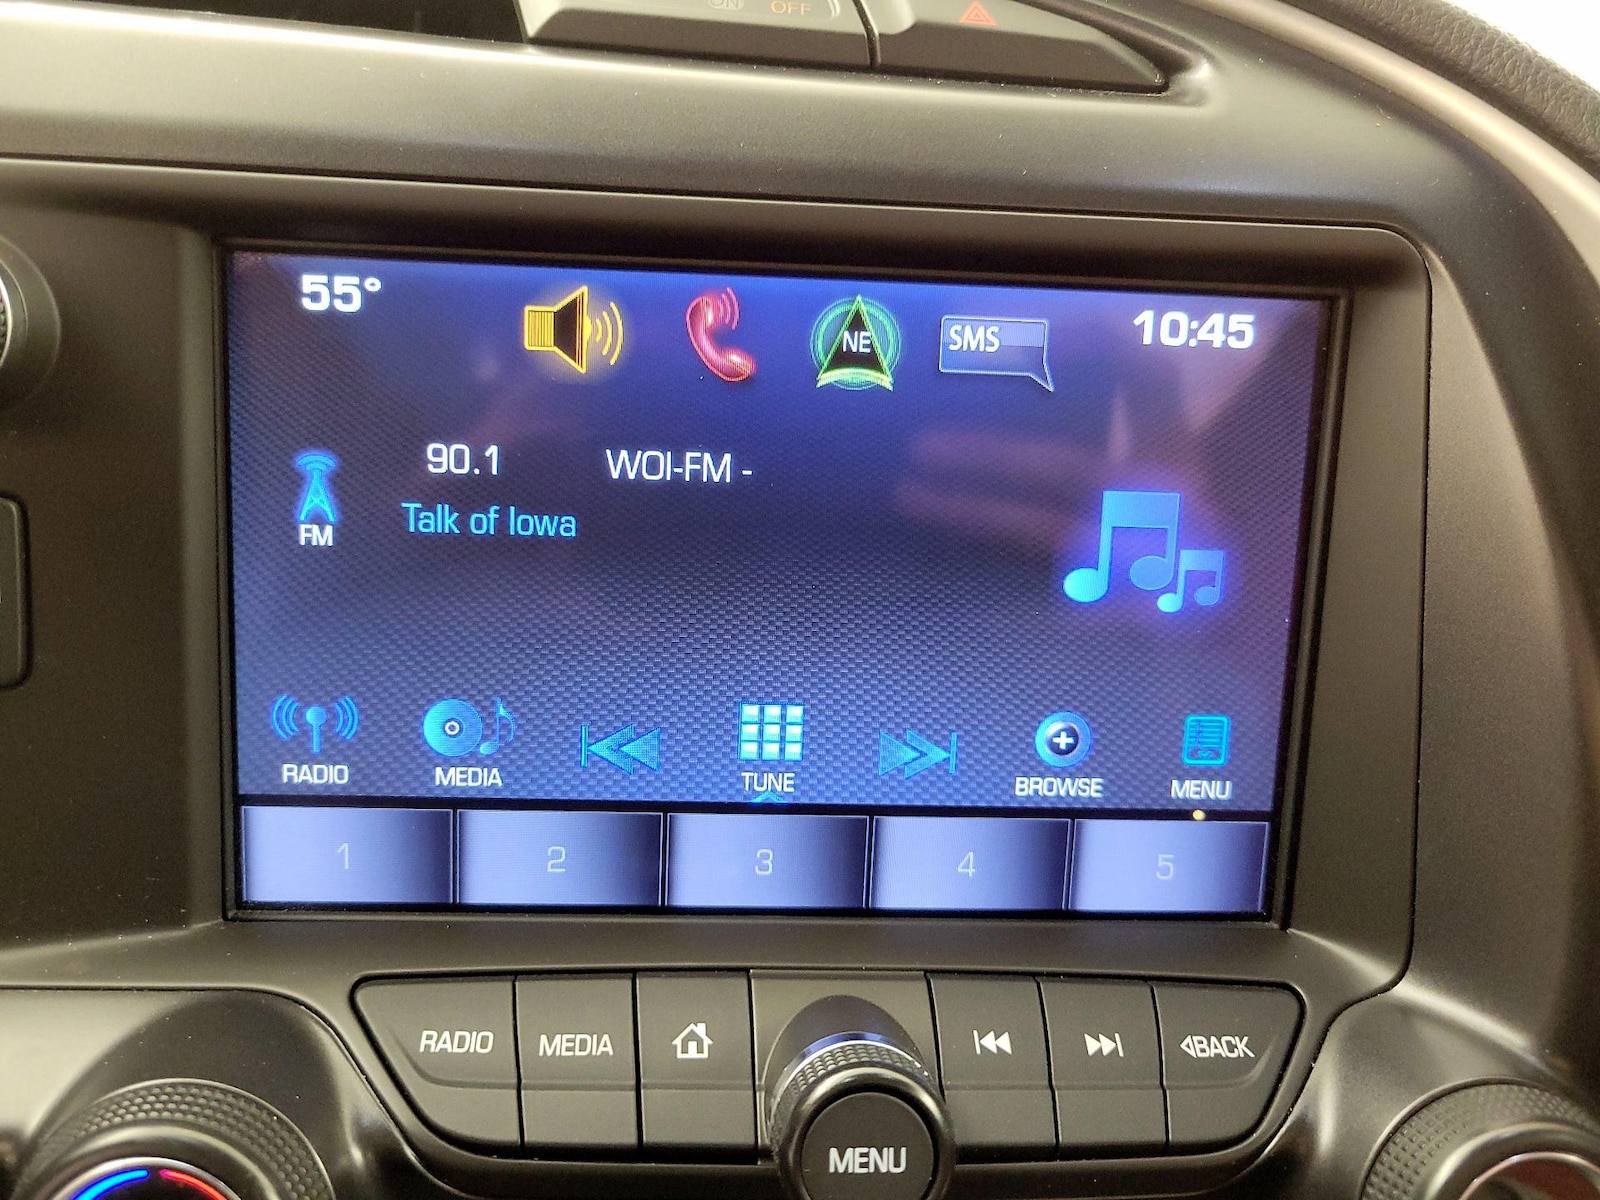 ON OFF
55°
NE
SMS
10:45
90.1
WOI-FM -
FM
Talk of Iowa
RADIO
MEDIA
TUNE
BROWSE
MENU
1
2
3
4
5
RADIO
MEDIA
BACK
MENU